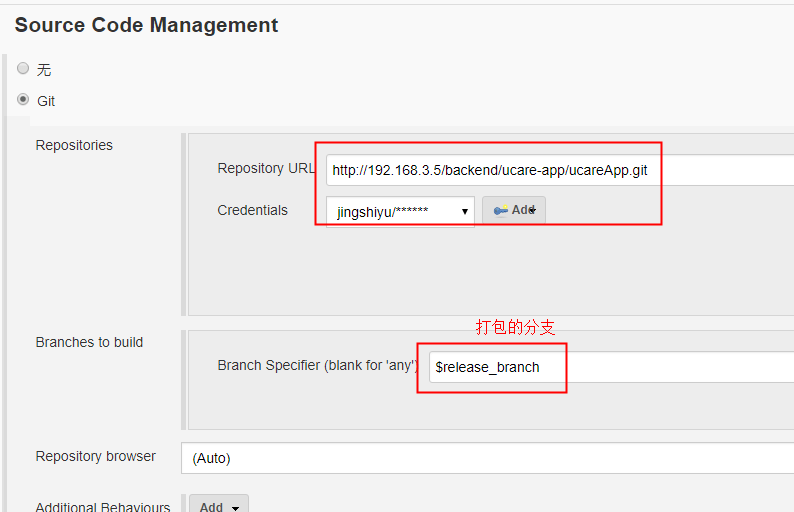 Source Code Management
无
Git
Repositories
Repository URL
http://192.168.3.5/backend/ucare-app/ucareApp.git
Credentials
jingshiyu/******
Add
打包的分支
Branches to build
Branch Specifier (blank for 'any')
$release_branch
Repository browser
(Auto)
Additional Behaviours
Add